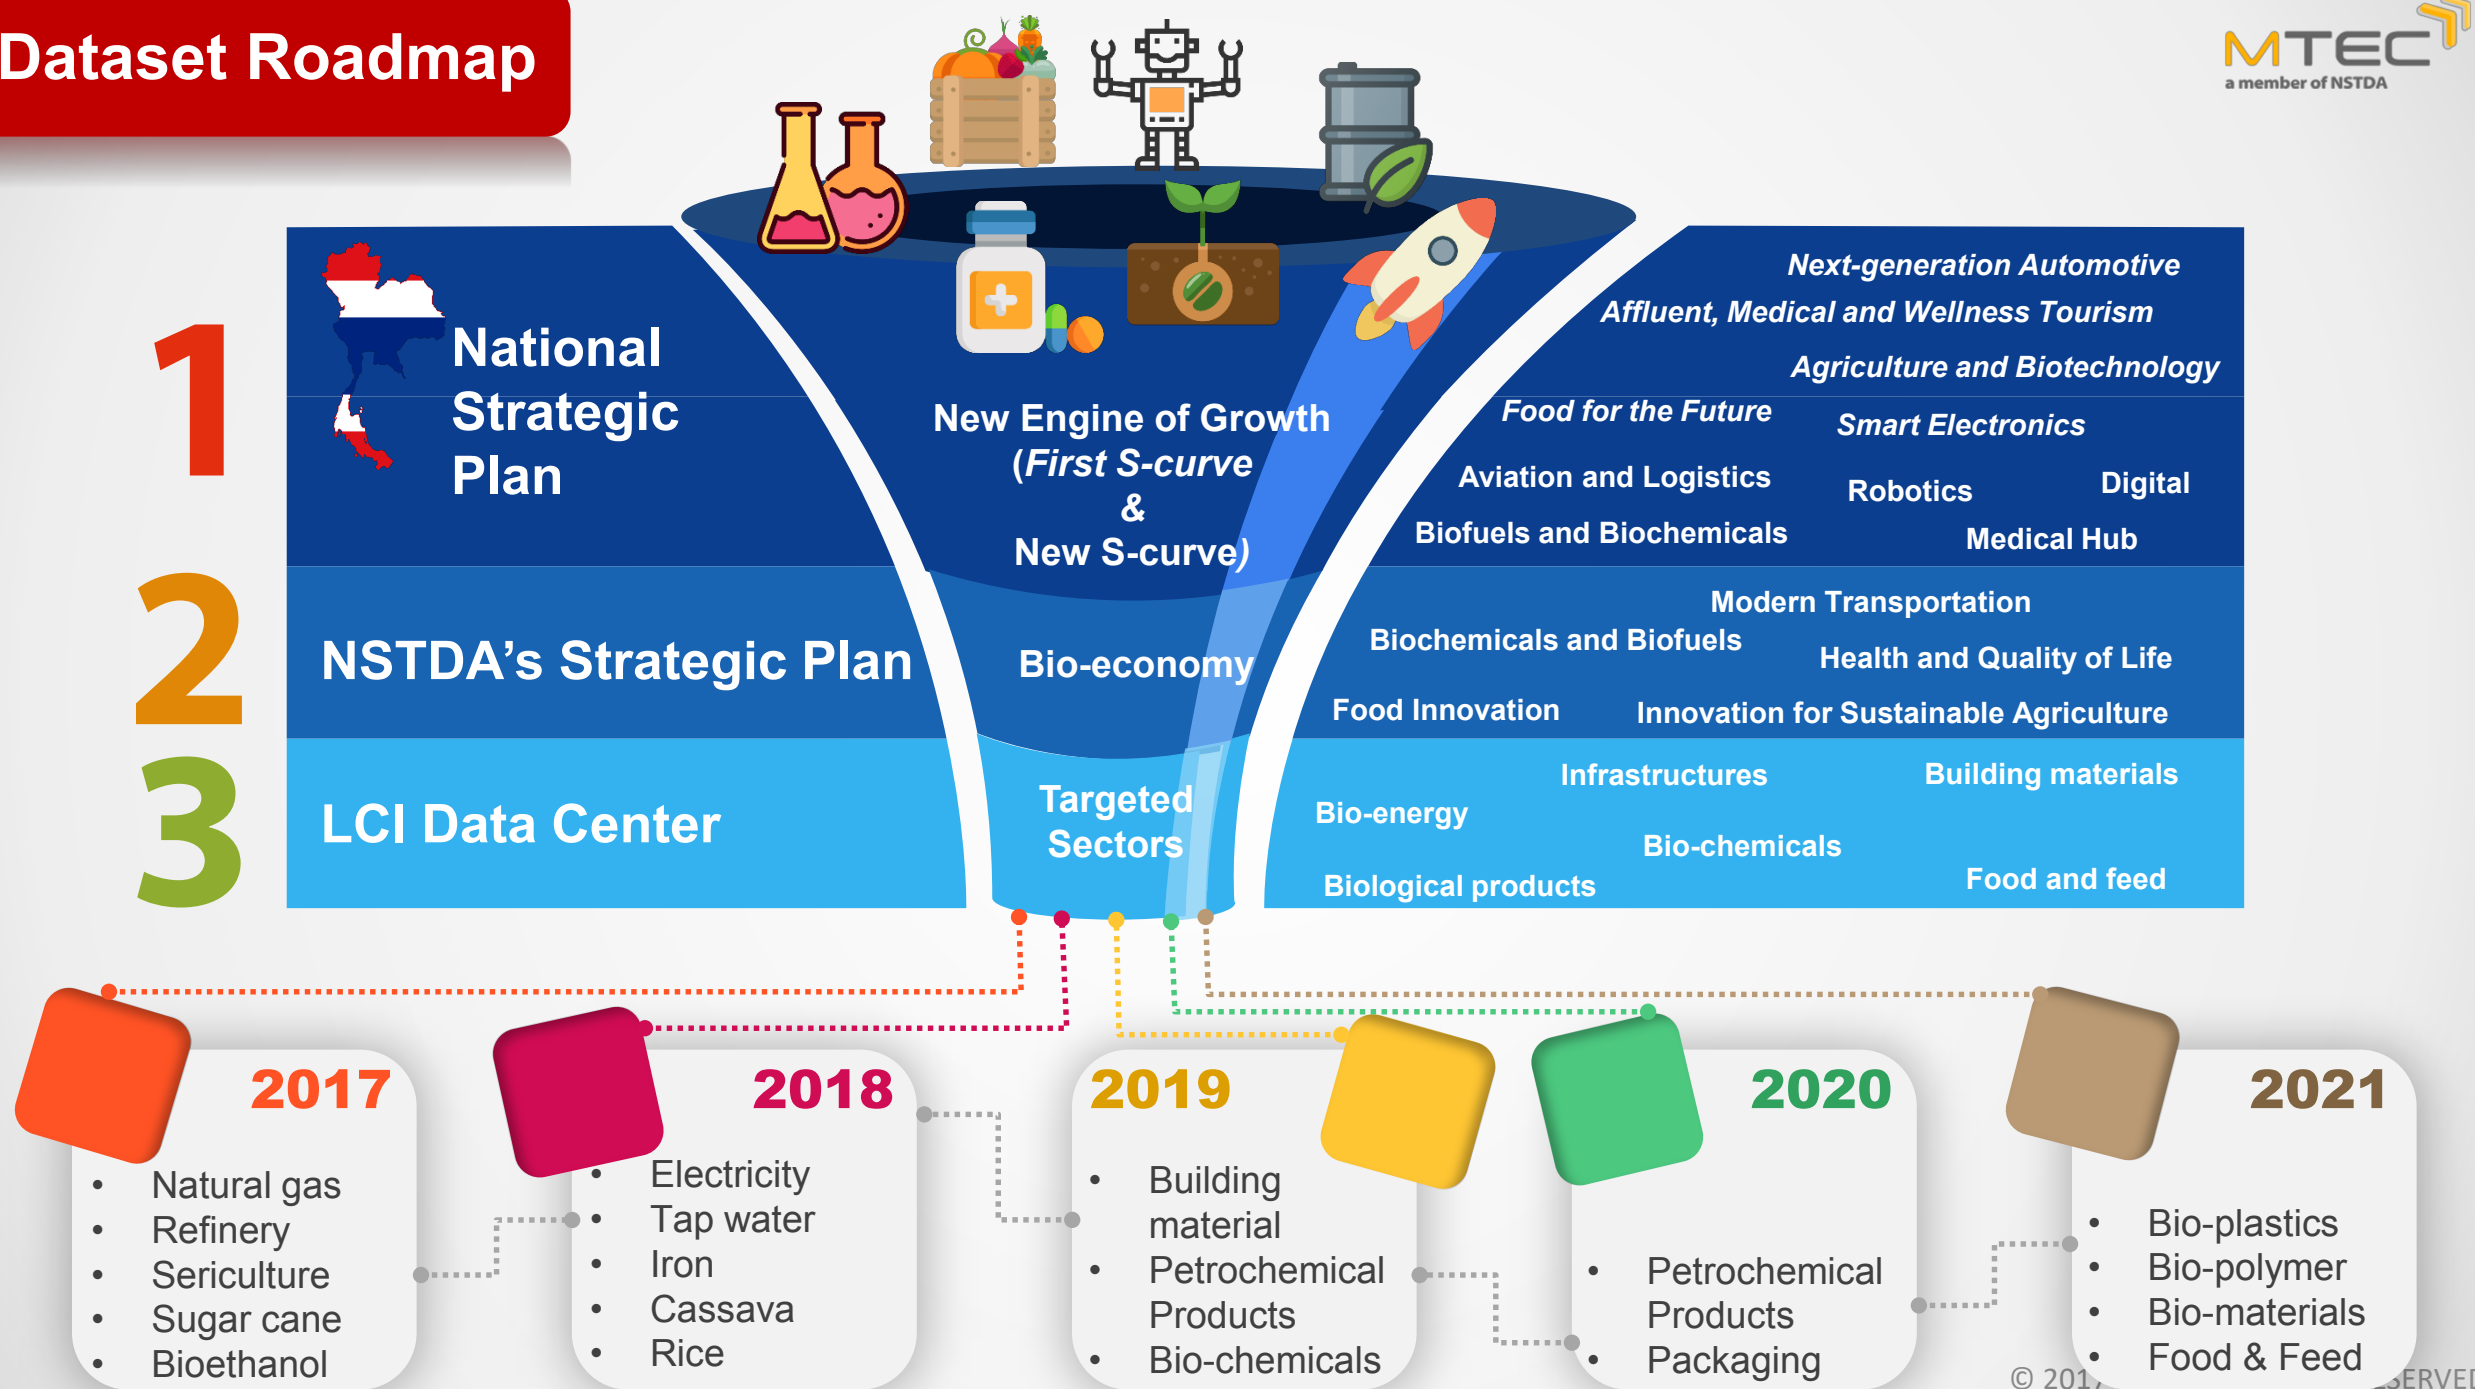 Dataset Roadmap
MTEC
a member of NSTDA
1
National
Strategic
Plan
New Engine of Growth
(First S-curve
&
New S-curve)
Next-generation Automotive
Affluent, Medical and Wellness Tourism
Agriculture and Biotechnology
Food for the Future
Smart Electronics
Aviation and Logistics
Robotics
Digital
Biofuels and Biochemicals
Medical Hub
2
NSTDA’s Strategic Plan
Bio-economy
Modern Transportation
Biochemicals and Biofuels
Health and Quality of Life
Food Innovation
Innovation for Sustainable Agriculture
3
LCI Data Center
Targeted
Sectors
Infrastructures
Building materials
Bio-energy
Bio-chemicals
Biological products
Food and feed
2017
• Natural gas
• Refinery
• Sericulture
• Sugar cane
• Bioethanol
2018
• Electricity
• Tap water
• Iron
• Cassava
• Rice
2019
• Building
material
• Petrochemical
Products
• Bio-chemicals
2020
• Petrochemical
Products
• Packaging
2021
• Bio-plastics
• Bio-polymer
• Bio-materials
• Food & Feed
©